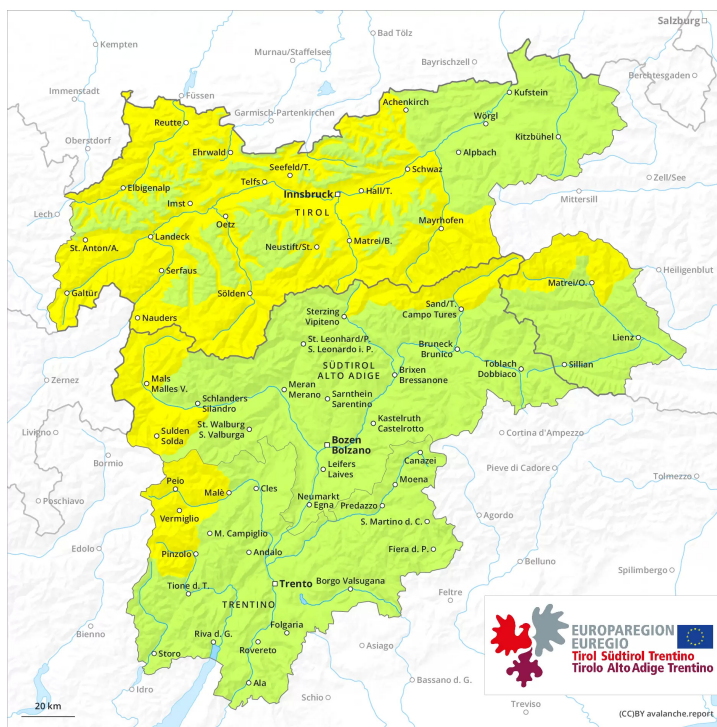 Salzburg
Kempten
Bad Tölz
Murnau/Staffelsee
Bayrischzell
Berchtesgaden
Immenstadt
Füssen
Garmisch-Partenkirchen
Achenkirch
Kufstein
Reutte
Wörgl
Oberstdorf
Ehrwald
Kitzbühel
Seefeld/T.
Alpbach
Telfs
Schwaz
Zell/See
Elbigenalp
Innsbruck
Hall/T.
Mittersill
Imst
TIROL
Lech
Oetz
Mayrhofen
St. Anton/A.
Landeck
Neustift/St.
Matrei/B.
Serfaus
Heiligenblut
Galtür
Sölden
Matrei/O.
Nauders
Sterzing
Vipiteno
Sand/T.
Campo Tures
St. Leonhard/P.
S. Leonardo i. P.
Lienz
Bruneck
Brunico
SÜDTIROL
ALTO ADIGE
Toblach
Dobbiaco
Sillian
Zernez
Mals
Malles V.
Meran
Merano
Brixen
Bressanone
Schlanders
Silandro
Sarnthein
Sarentino
Kastelruth
Castelrotto
Livigno
Sulden
Solda
St. Walburg
S. Valburga
Bozen
Bolzano
Cortina d'Ampezzo
Bormio
Canazei
Pieve di Cadore
Leifers
Laives
Tolmezzo
Poschiavo
Peio
Malè
Cles
Moena
Neumarkt
Egna
Predazzo
Agordo
Vermiglio
S. Martino d. C.
M. Campiglio
Edolo
Pinzolo
Andalo
Fiera d. P.
Belluno
Spilimbergo
Tione d. T.
Trento
Borgo Valsugana
Feltre
TRENTINO
Folgaria
Bienno
Riva d. G.
Rovereto
Asiago
Storo
Bassano d. G.
Idro
Ala
Schio
Treviso
EUROPAREGION
EUREGIO
Tirol Südtirol Trentino
Tirolo Alto Adige Trentino
20 km
(CC)BY avalanche.report